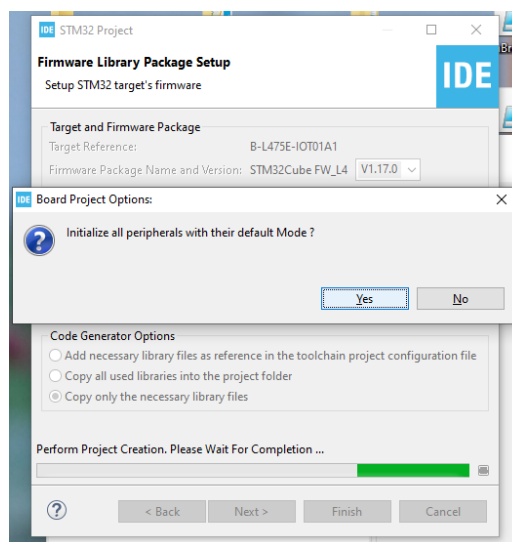 IDE STM32 Project
Firmware Library Package Setup
Setup STM32 target's firmware
IDE
Target and Firmware Package
Target Reference: B-L475E-IOT01A1
Firmware Package Name and Version: STM32Cube FW_L4 V1.17.0
IDE Board Project Options:
Initialize all peripherals with their default Mode ?
Yes No
Code Generator Options
Add necessary library files as reference in the toolchain project configuration file
Copy all used libraries into the project folder
Copy only the necessary library files
Perform Project Creation. Please Wait For Completion ...
< Back Next > Finish Cancel